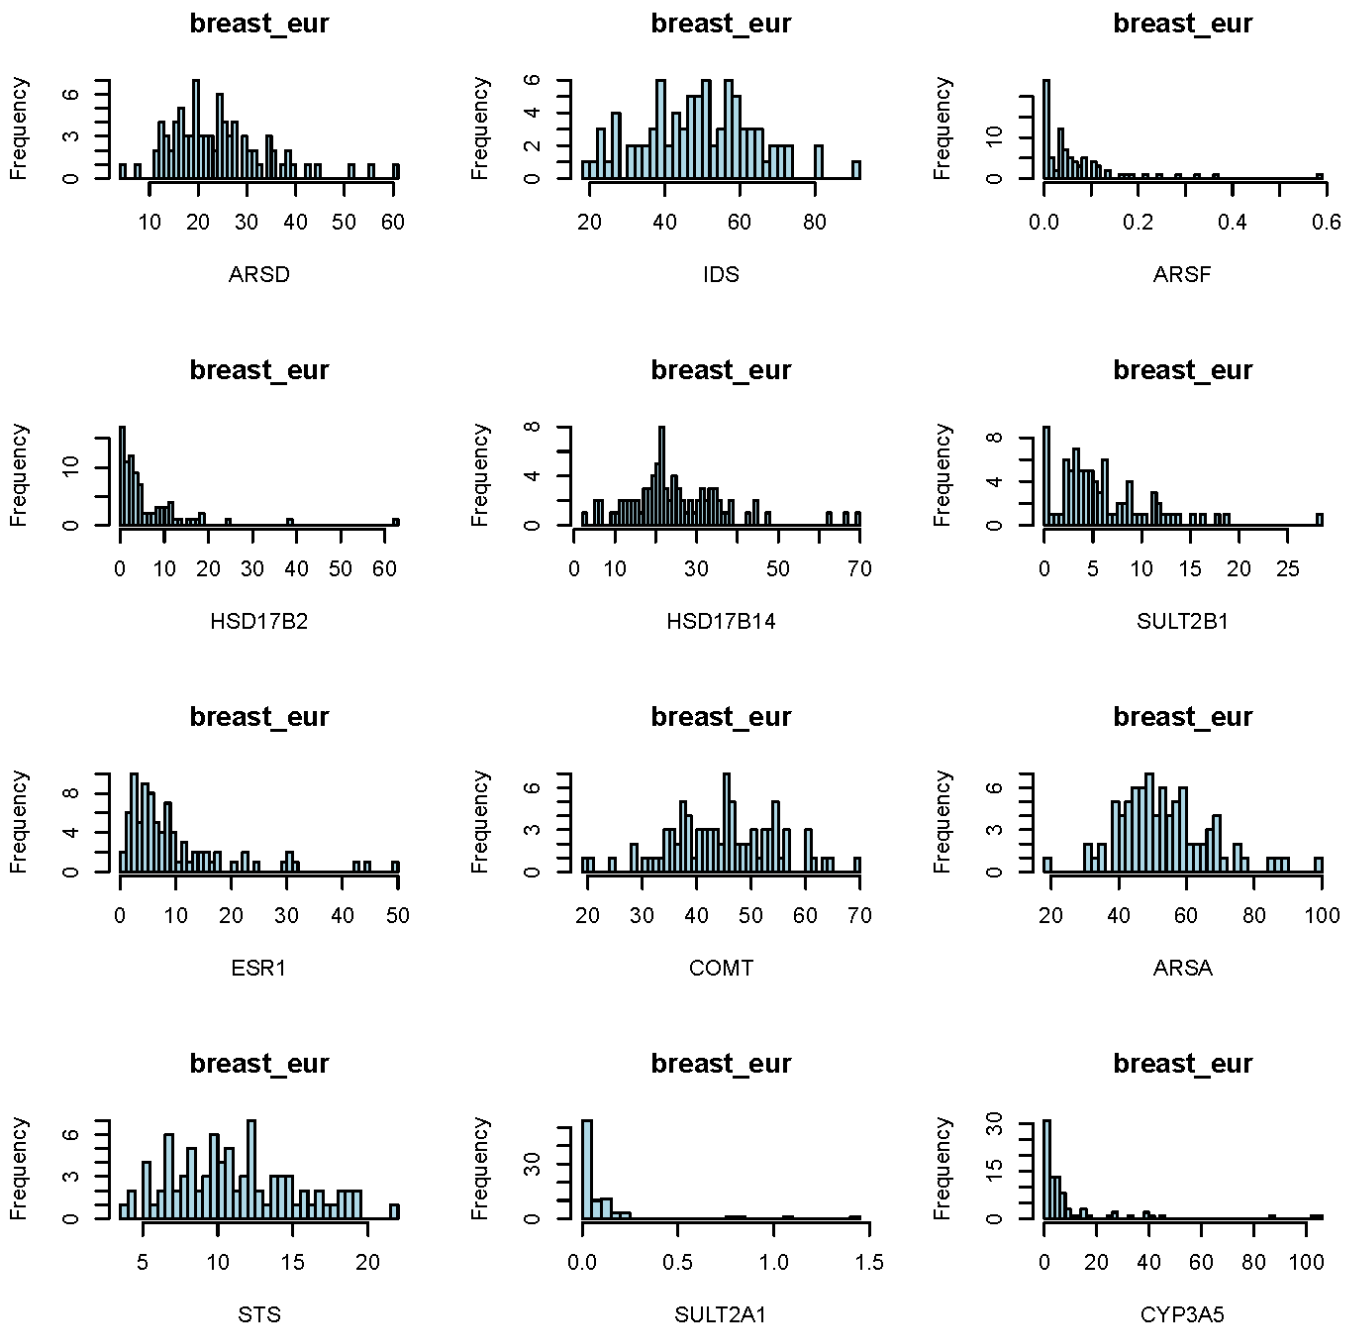 breast_eur breast_eur breast_eur
Frequency 0 3 6 Frequency 0 2 4 6 Frequency 0 10
10 20 30 40 50 60 20 40 60 80 0.0 0.2 0.4 0.6
ARSD IDS ARSF
breast_eur breast_eur breast_eur
Frequency 0 10 Frequency 0 4 8 Frequency 0 4 8
0 10 20 30 40 50 60 0 10 30 50 70 0 5 10 15 20 25
HSD17B2 HSD17B14 SULT2B1
breast_eur breast_eur breast_eur
Frequency 0 4 8 Frequency 0 3 6 Frequency 0 3 6
0 10 20 30 40 50 20 30 40 50 60 70 20 40 60 80 100
ESR1 COMT ARSA
breast_eur breast_eur breast_eur
Frequency 0 3 6 Frequency 0 30 Frequency 0 15 30
5 10 15 20 0.0 0.5 1.0 1.5 0 20 40 60 80 100
STS SULT2A1 CYP3A5